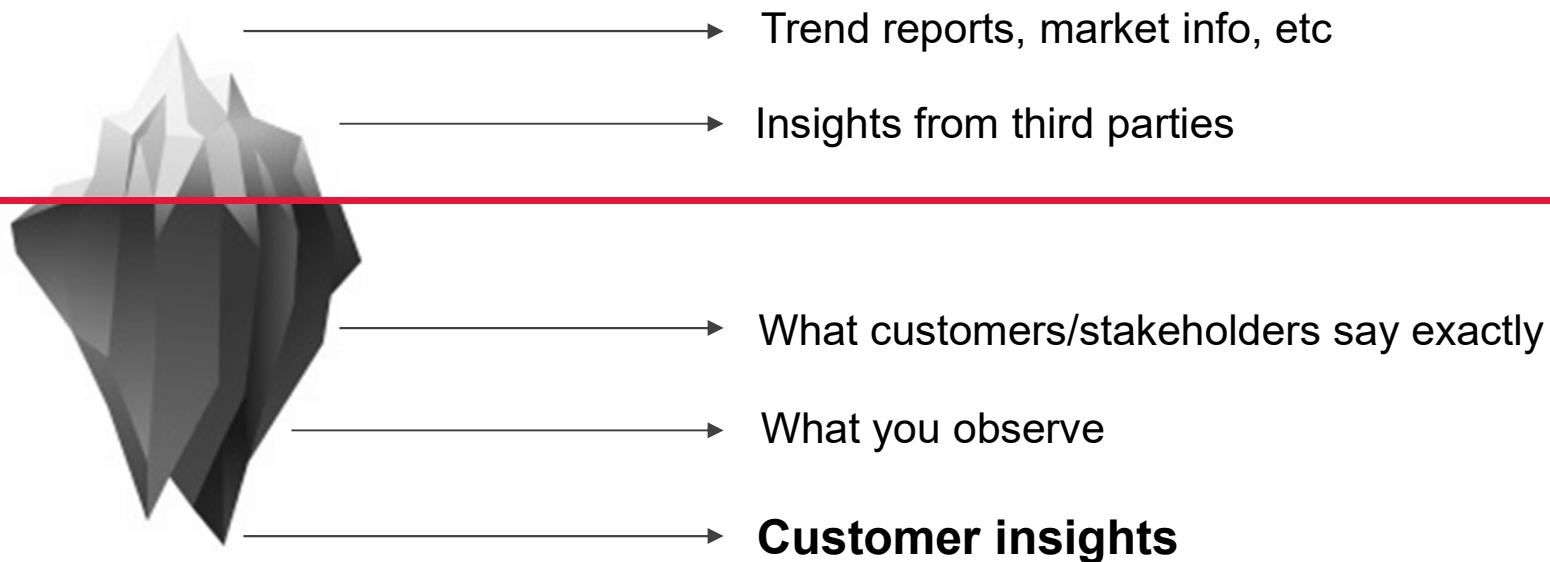 Trend reports, market info, etc
Insights from third parties
What customers/stakeholders say exactly
What you observe
Customer insights